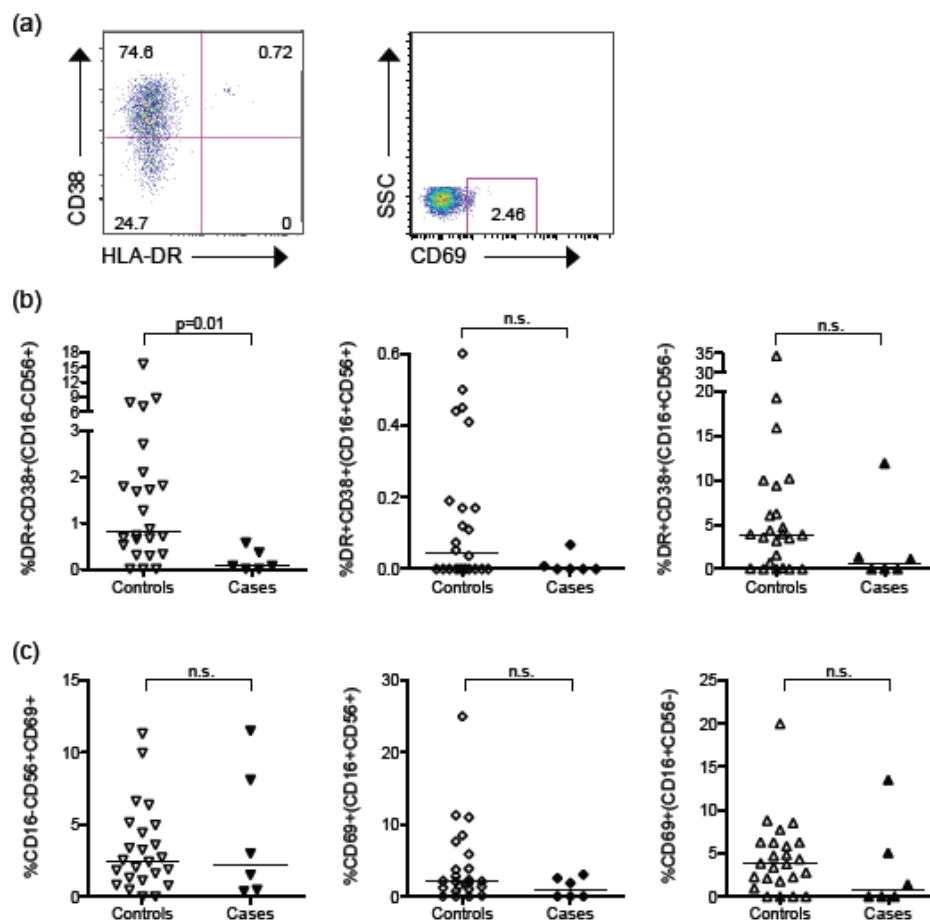 (a)
74.6 0.72
24.7 0
CD38
HLA-DR
SSC
2.46
CD69
(b)
p=0.01
%DR+CD38+(CD16-CD56+)
18
15
12
9
6
3
2
1
0
Controls Cases
n.s.
%DR+CD38+(CD16+CD56+)
0.6
0.4
0.2
0.0
Controls Cases
n.s.
%DR+CD38+(CD16+CD56-)
35
30
25
20
15
10
5
0
Controls Cases
(c)
n.s.
%CD16-CD56+CD69+
15
10
5
0
Controls Cases
n.s.
%CD69+(CD16+CD56+)
30
20
10
0
Controls Cases
n.s.
%CD69+(CD16+CD56-)
25
20
15
10
5
0
Controls Cases